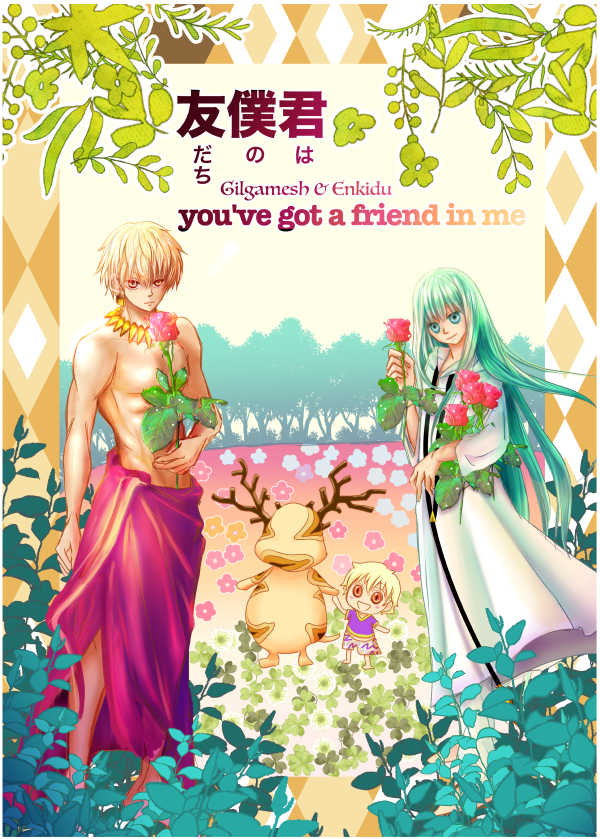 君は
僕の
友だち
Gilgamesh & Enkidu
you've got a friend in me